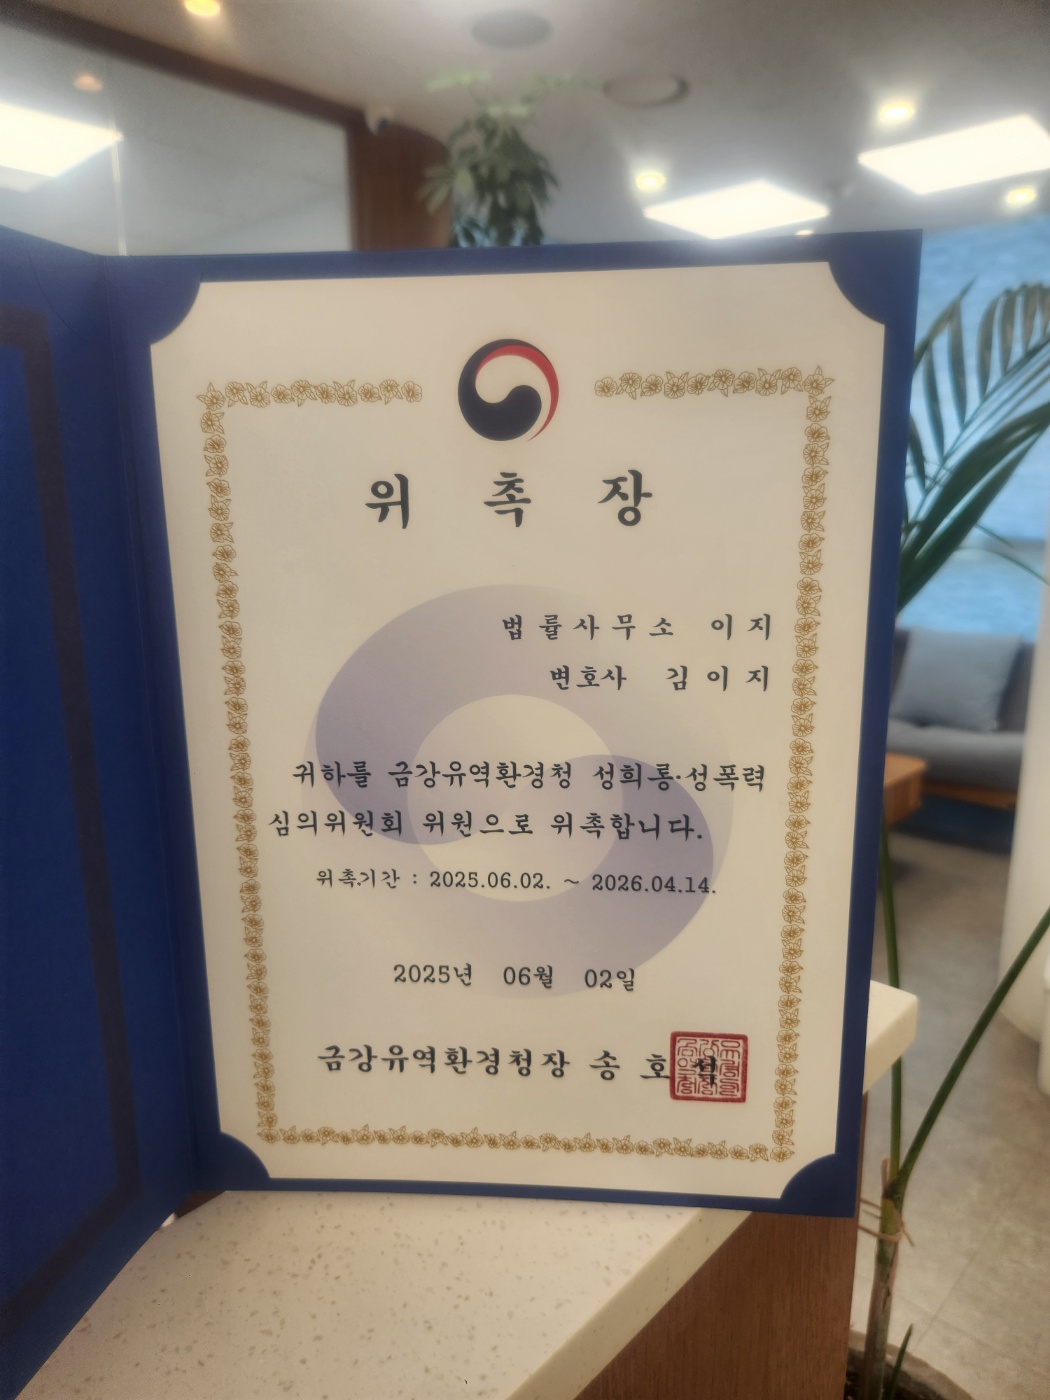 위 촉 장
법률사무소 이지
변호사 김이지
귀하를 금강유역환경청 성희롱·성폭력
심의위원회 위원으로 위촉합니다.
위촉기간 : 2025.06.02. ~ 2026.04.14.
2025년 06월 02일
금강유역환경청장 송 호 석